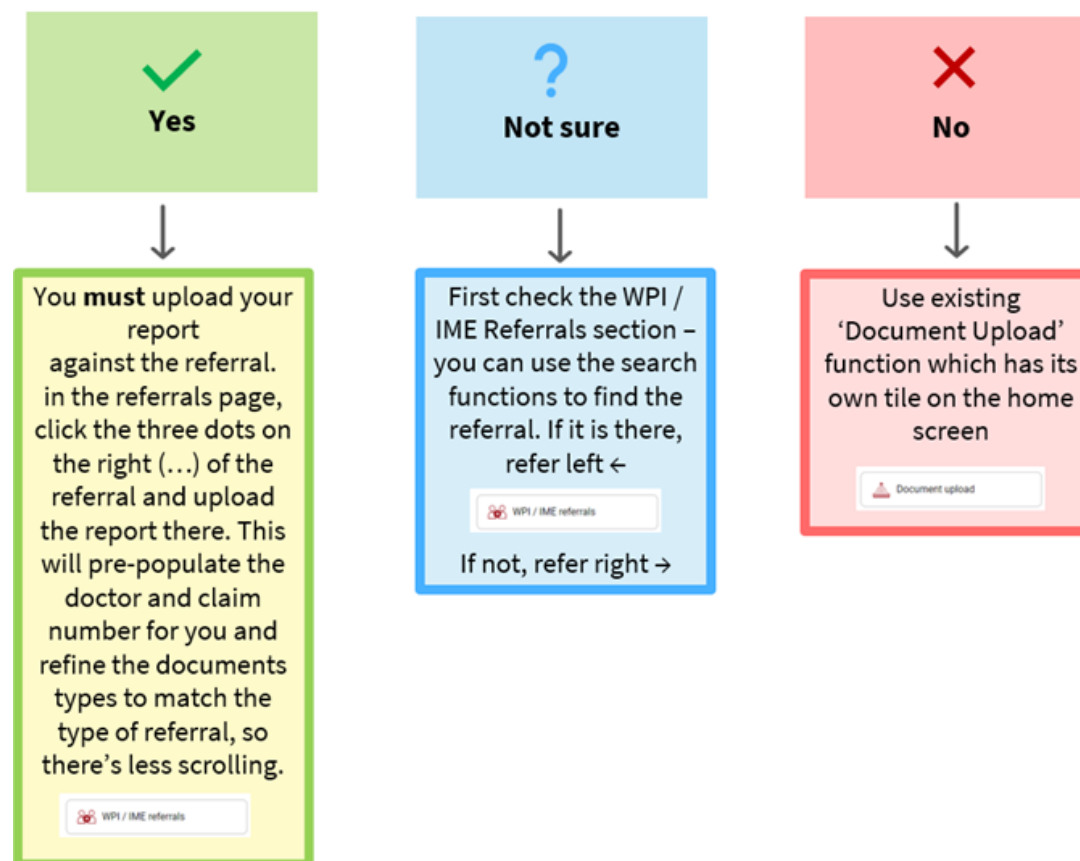 Yes
You must upload your
report
against the referral.
in the referrals page,
click the three dots on
the right (...) of the
referral and upload
the report there. This
will pre-populate the
doctor and claim
number for you and
refine the documents
types to match the
type of referral, so
there's less scrolling.
WPI / IME referrals
?
Not sure
First check the WPI /
IME Referrals section –
you can use the search
functions to find the
referral. If it is there,
refer left ←
WPI / IME referrals
If not, refer right →
No
Use existing
‘Document Upload’
function which has its
own tile on the home
screen
Document upload